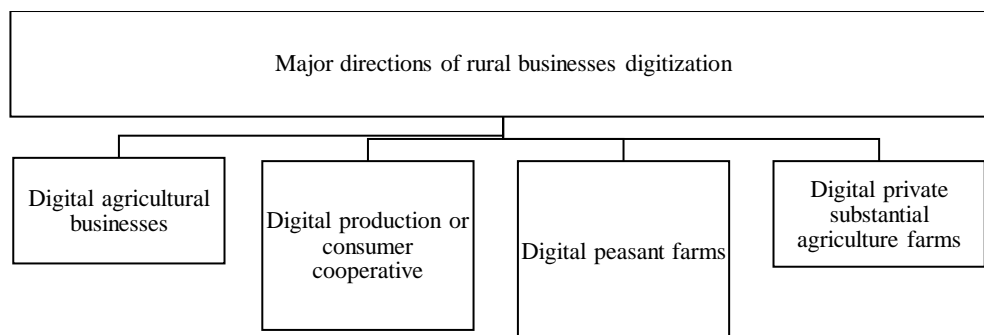 Major directions of rural businesses digitization
Digital agricultural
businesses
Digital production or
consumer
cooperative
Digital peasant farms
Digital private
substantial
agriculture farms